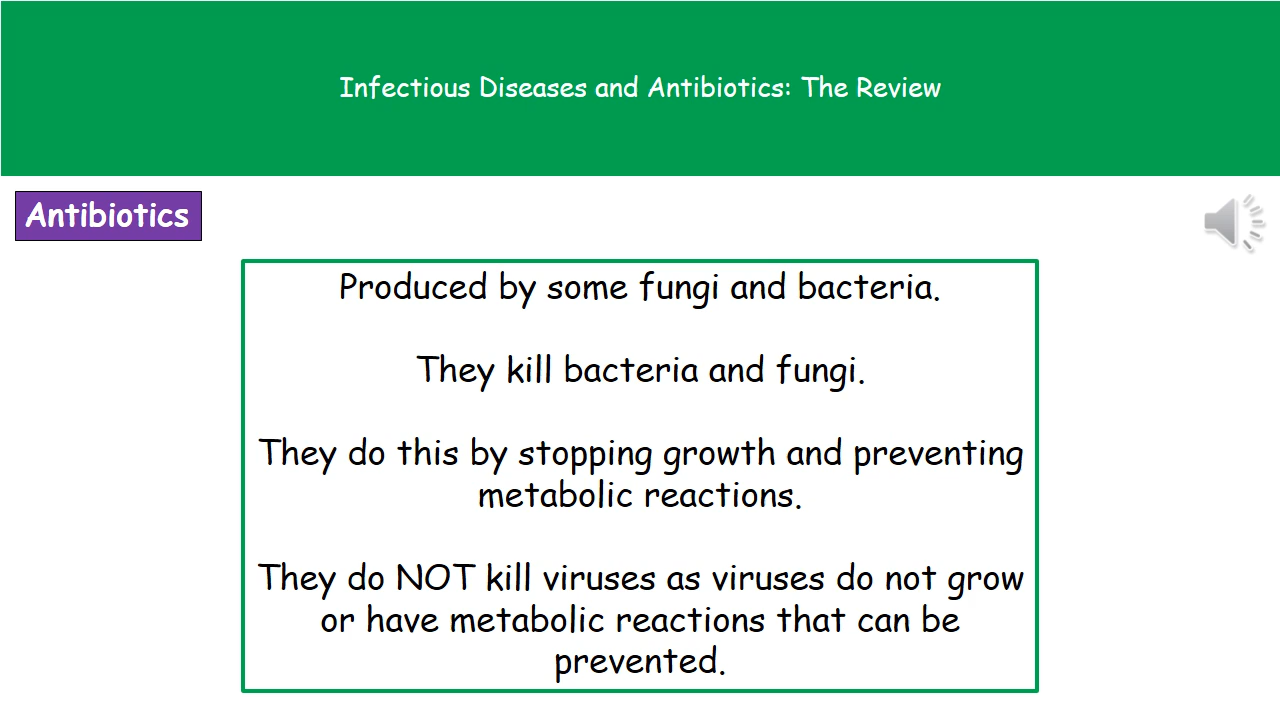 Infectious Diseases and Antibiotics: The Review
Antibiotics
Produced by some fungi and bacteria.
They kill bacteria and fungi.
They do this by stopping growth and preventing
metabolic reactions.
They do NOT kill viruses as viruses do not grow
or have metabolic reactions that can be
prevented.